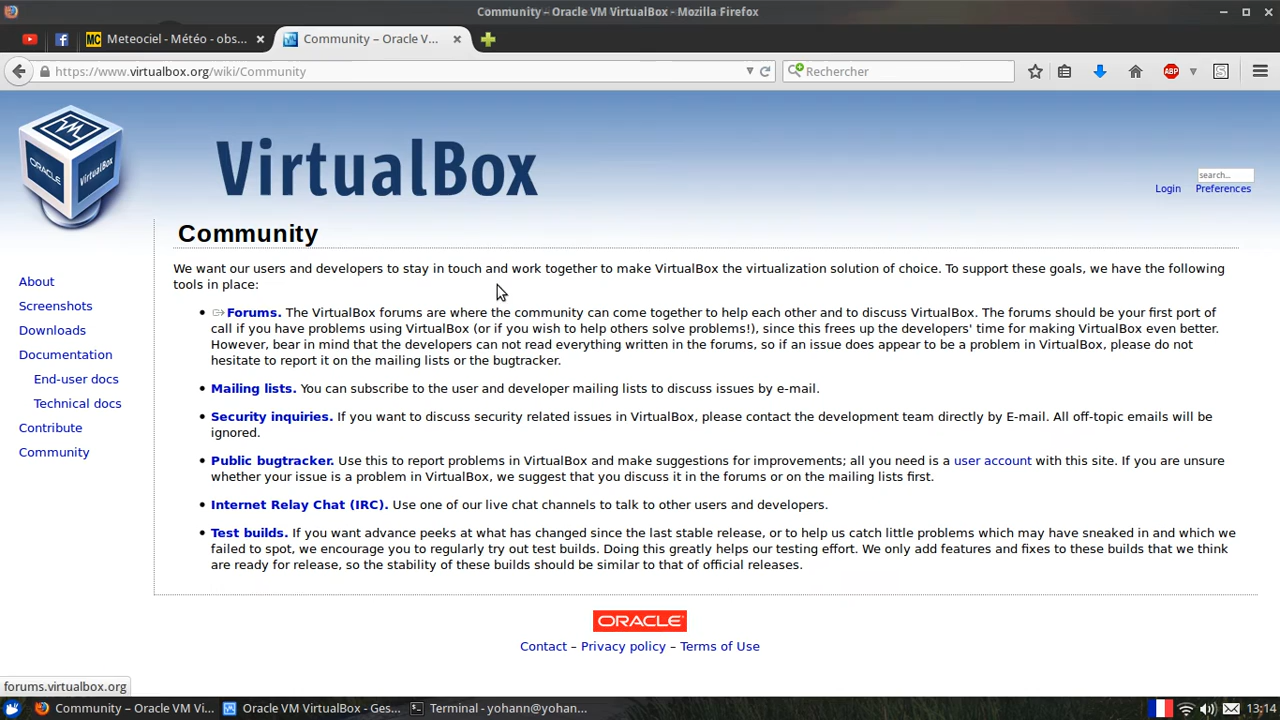 Community – Oracle VM VirtualBox - Mozilla Firefox
MC Meteociel - Météo - obs...
Community – Oracle VM V...
https://www.virtualbox.org/wiki/Community
Rechercher
ABP
S
ORACLE
VirtualBox
VirtualBox
search...
Login Preferences
Community
We want our users and developers to stay in touch and work together to make VirtualBox the virtualization solution of choice. To support these goals, we have the following
tools in place:
About
Screenshots
Downloads
Documentation
End-user docs
Technical docs
Contribute
Community
• Forums. The VirtualBox forums are where the community can come together to help each other and to discuss VirtualBox. The forums should be your first port of
call if you have problems using VirtualBox (or if you wish to help others solve problems!), since this frees up the developers' time for making VirtualBox even better.
However, bear in mind that the developers can not read everything written in the forums, so if an issue does appear to be a problem in VirtualBox, please do not
hesitate to report it on the mailing lists or the bugtracker.
• Mailing lists. You can subscribe to the user and developer mailing lists to discuss issues by e-mail.
• Security inquiries. If you want to discuss security related issues in VirtualBox, please contact the development team directly by E-mail. All off-topic emails will be
ignored.
• Public bugtracker. Use this to report problems in VirtualBox and make suggestions for improvements; all you need is a user account with this site. If you are unsure
whether your issue is a problem in VirtualBox, we suggest that you discuss it in the forums or on the mailing lists first.
• Internet Relay Chat (IRC). Use one of our live chat channels to talk to other users and developers.
• Test builds. If you want advance peeks at what has changed since the last stable release, or to help us catch little problems which may have sneaked in and which we
failed to spot, we encourage you to regularly try out test builds. Doing this greatly helps our testing effort. We only add features and fixes to these builds that we think
are ready for release, so the stability of these builds should be similar to that of official releases.
ORACLE
Contact – Privacy policy – Terms of Use
forums.virtualbox.org
Community – Oracle VM Vi...
Oracle VM VirtualBox - Ges...
Terminal - yohann@yohan...
13:14